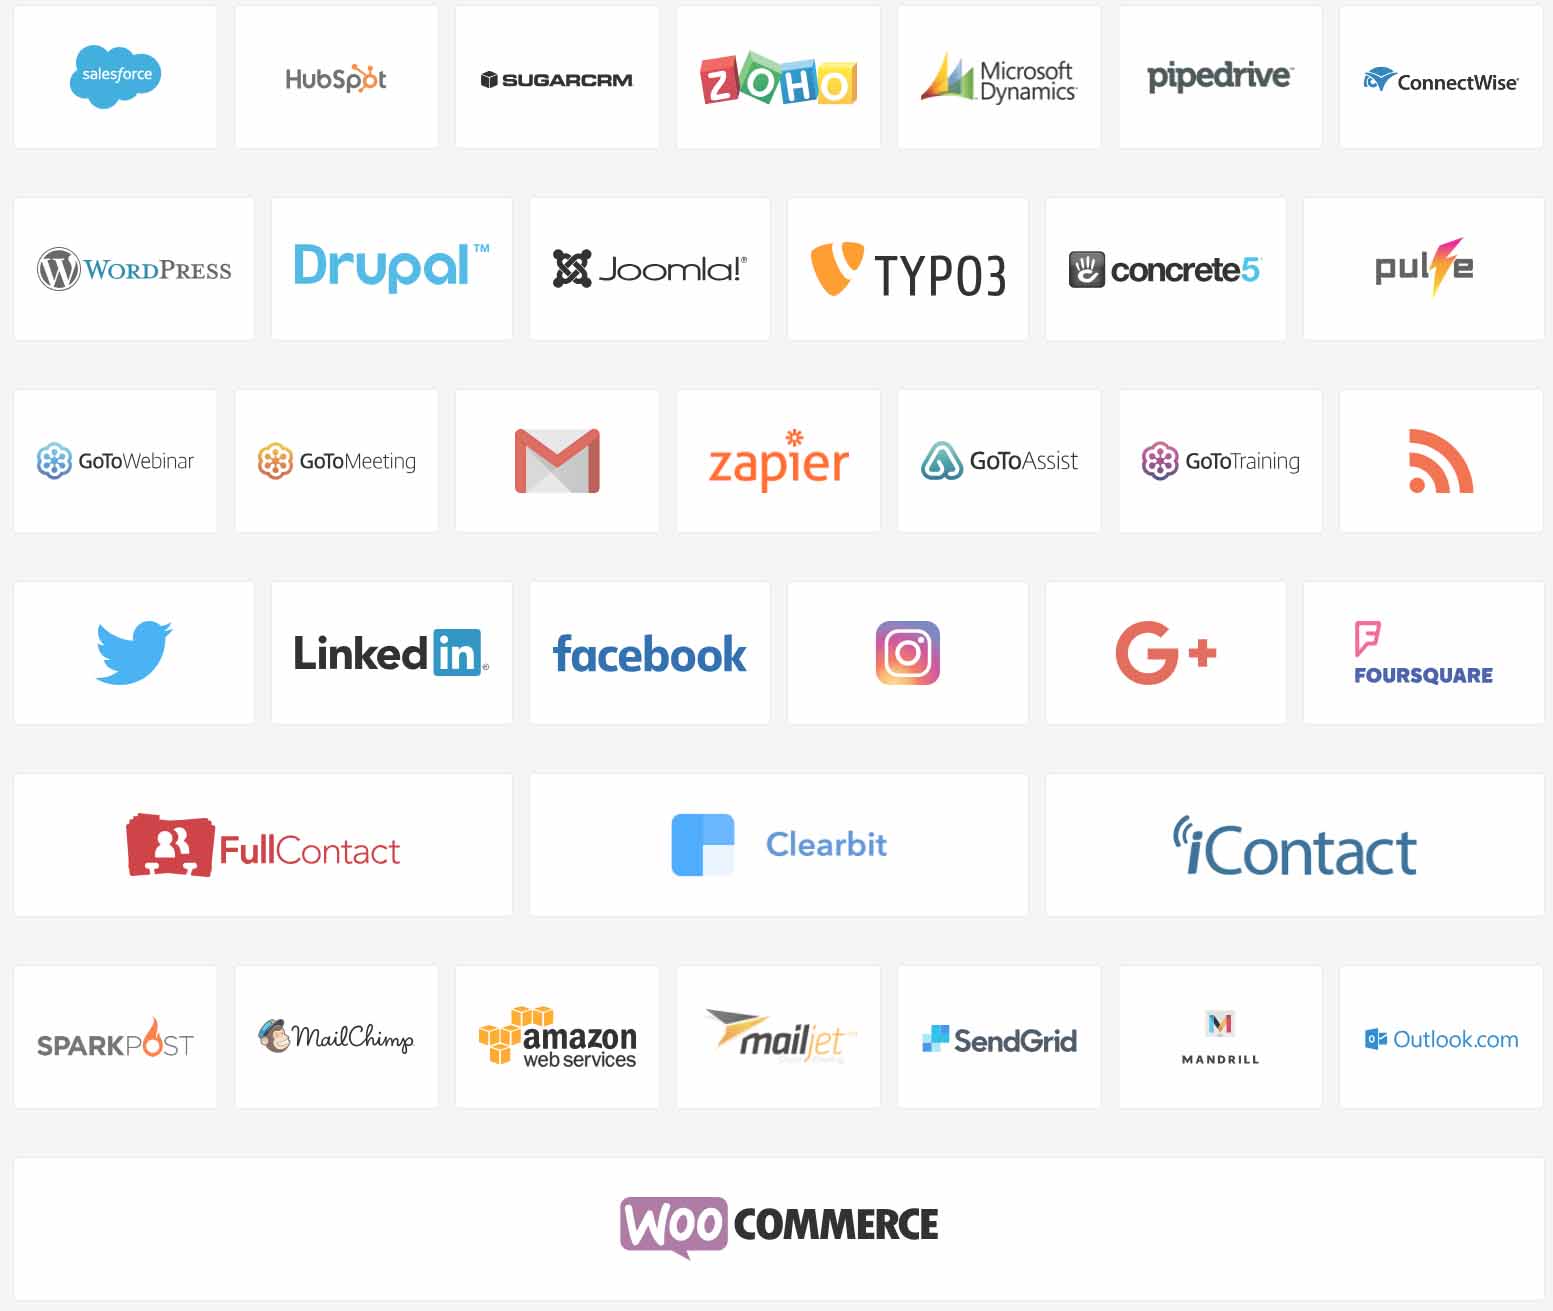 salesforce
HubSpot
SUGARCRM
ZOHO
Microsoft
Dynamics
pipedrive™
ConnectWise
WORDPRESS
Drupal™
Joomla!®
TYPO3
concrete5
pulse
GoToWebinar
GoToMeeting
zapier
GoToAssist
GoToTraining
Linkedin®
facebook
G+
FOURSQUARE
FullContact
Clearbit
iContact
SPARKPOST
MailChimp
amazon
web services
mailjet
SendGrid
M
MANDRILL
Outlook.com
WOO COMMERCE